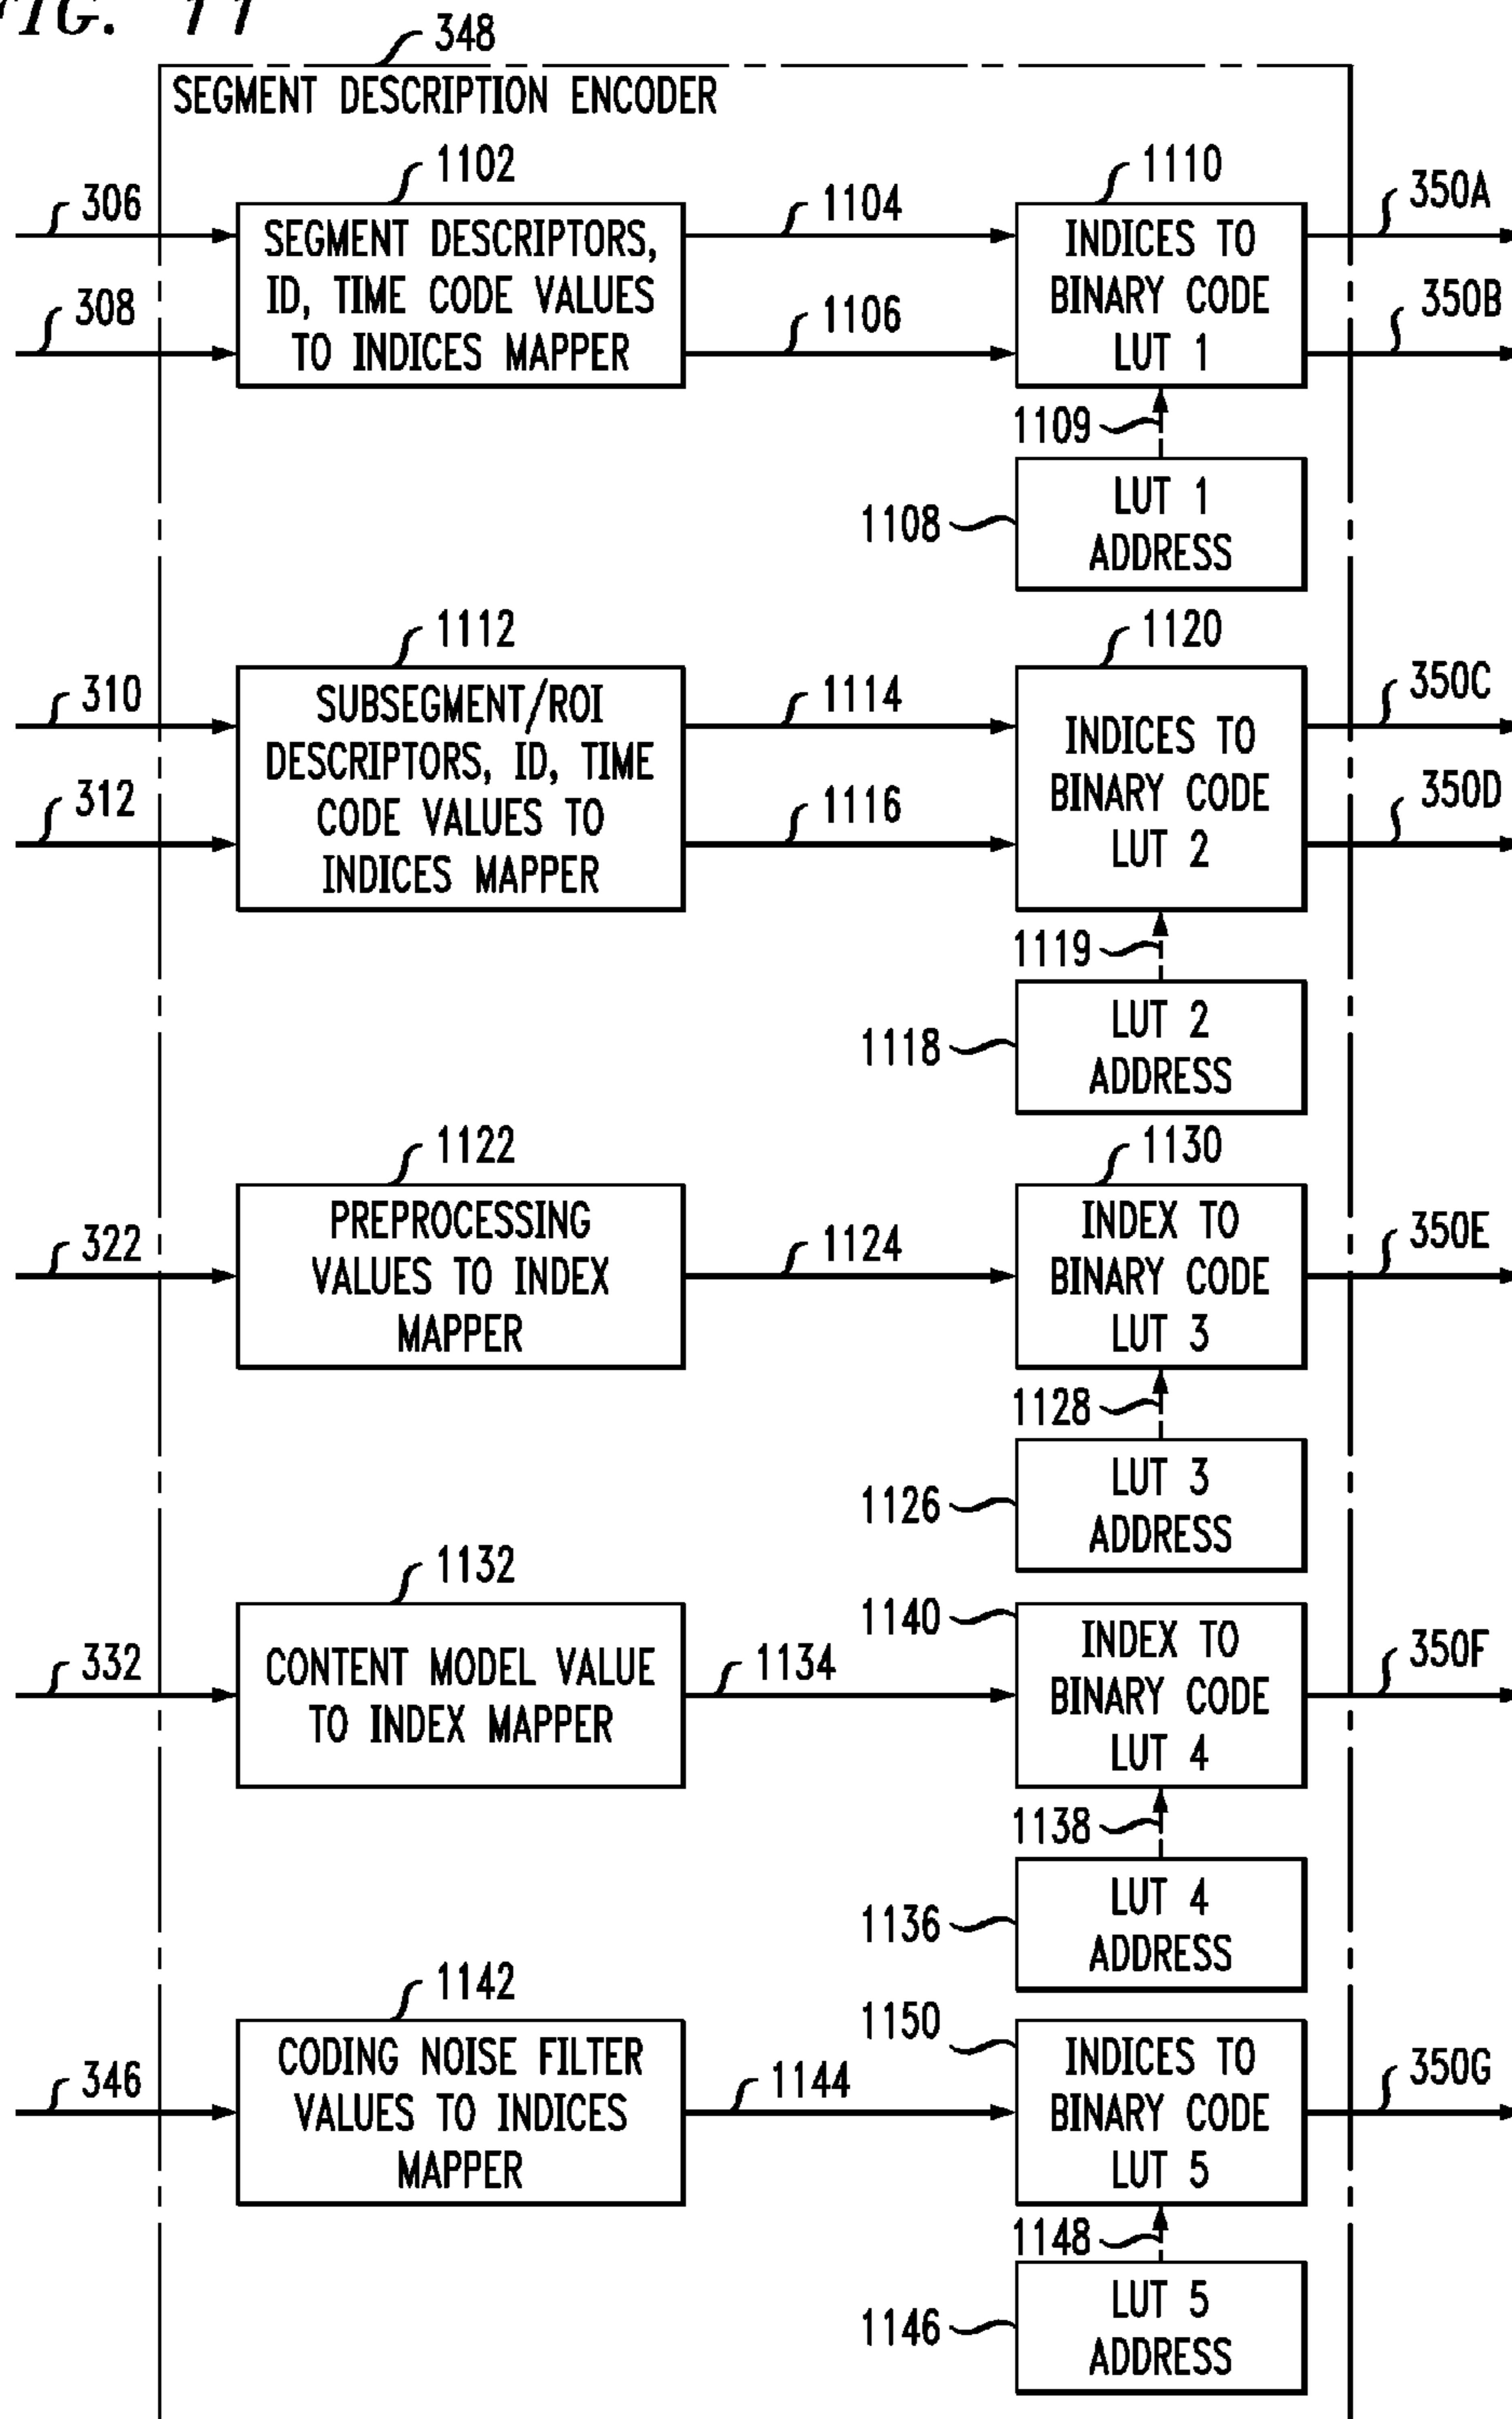 FIG. 11
348
SEGMENT DESCRIPTION ENCODER
1102
1110
306
1104
350A
SEGMENT DESCRIPTORS,
ID, TIME CODE VALUES
TO INDICES MAPPER
INDICES TO
BINARY CODE
LUT 1
308
1106
350B
1109
1108
LUT 1
ADDRESS
1112
1120
310
1114
350C
SUBSEGMENT/ROI
DESCRIPTORS, ID, TIME
CODE VALUES TO
INDICES MAPPER
INDICES TO
BINARY CODE
LUT 2
312
1116
350D
1119
1118
LUT 2
ADDRESS
1122
1130
322
PREPROCESSING
VALUES TO INDEX
MAPPER
1124
INDEX TO
BINARY CODE
LUT 3
350E
1128
1126
LUT 3
ADDRESS
1132
1140
332
CONTENT MODEL VALUE
TO INDEX MAPPER
1134
INDEX TO
BINARY CODE
LUT 4
350F
1138
1136
LUT 4
ADDRESS
1142
1150
346
CODING NOISE FILTER
VALUES TO INDICES
MAPPER
1144
INDICES TO
BINARY CODE
LUT 5
350G
1148
1146
LUT 5
ADDRESS